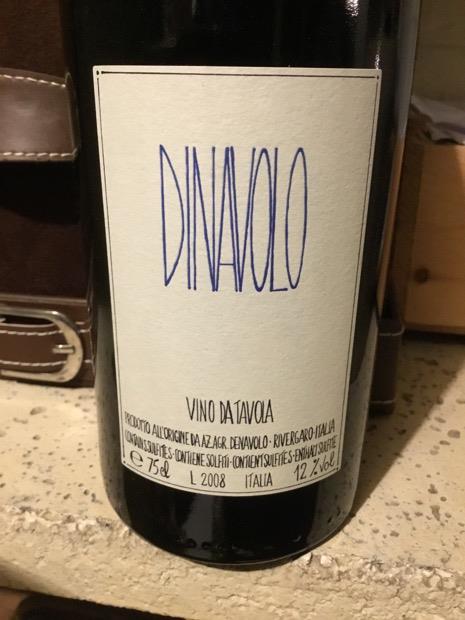 DINAVOLO
VINO DA TAVOLA
PRODOTTO ALL'ORIGINE DA AZ.AGR. DENAVOLO · RIVERGARO · ITALIA
CONTAINS SULFITES · CONTIENE SOLFITI · CONTIENT SULFITES · ENTHALT SULFITE
℮ 75cl L 2008 ITALIA 12 % Vol